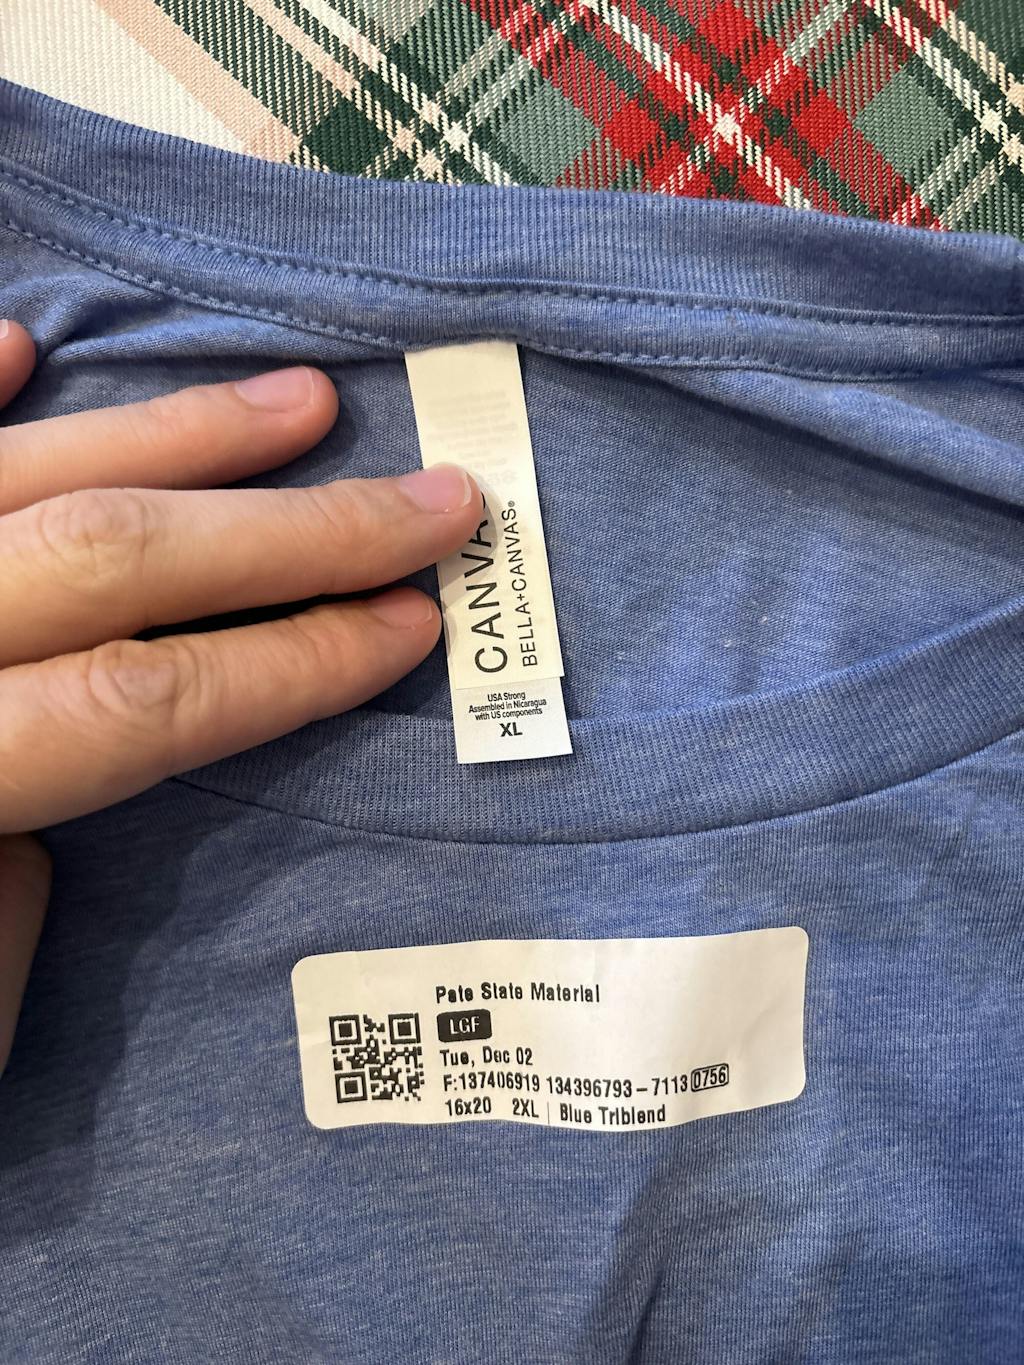 CANVAS
BELLA+CANVAS®
USA Strong
Assembled in Nicaragua
with US components
XL
Pate Slate Material
LGF
Tue, Dec 02
F:137406919 134396793 – 7113 0756
16x20 2XL | Blue Triblend